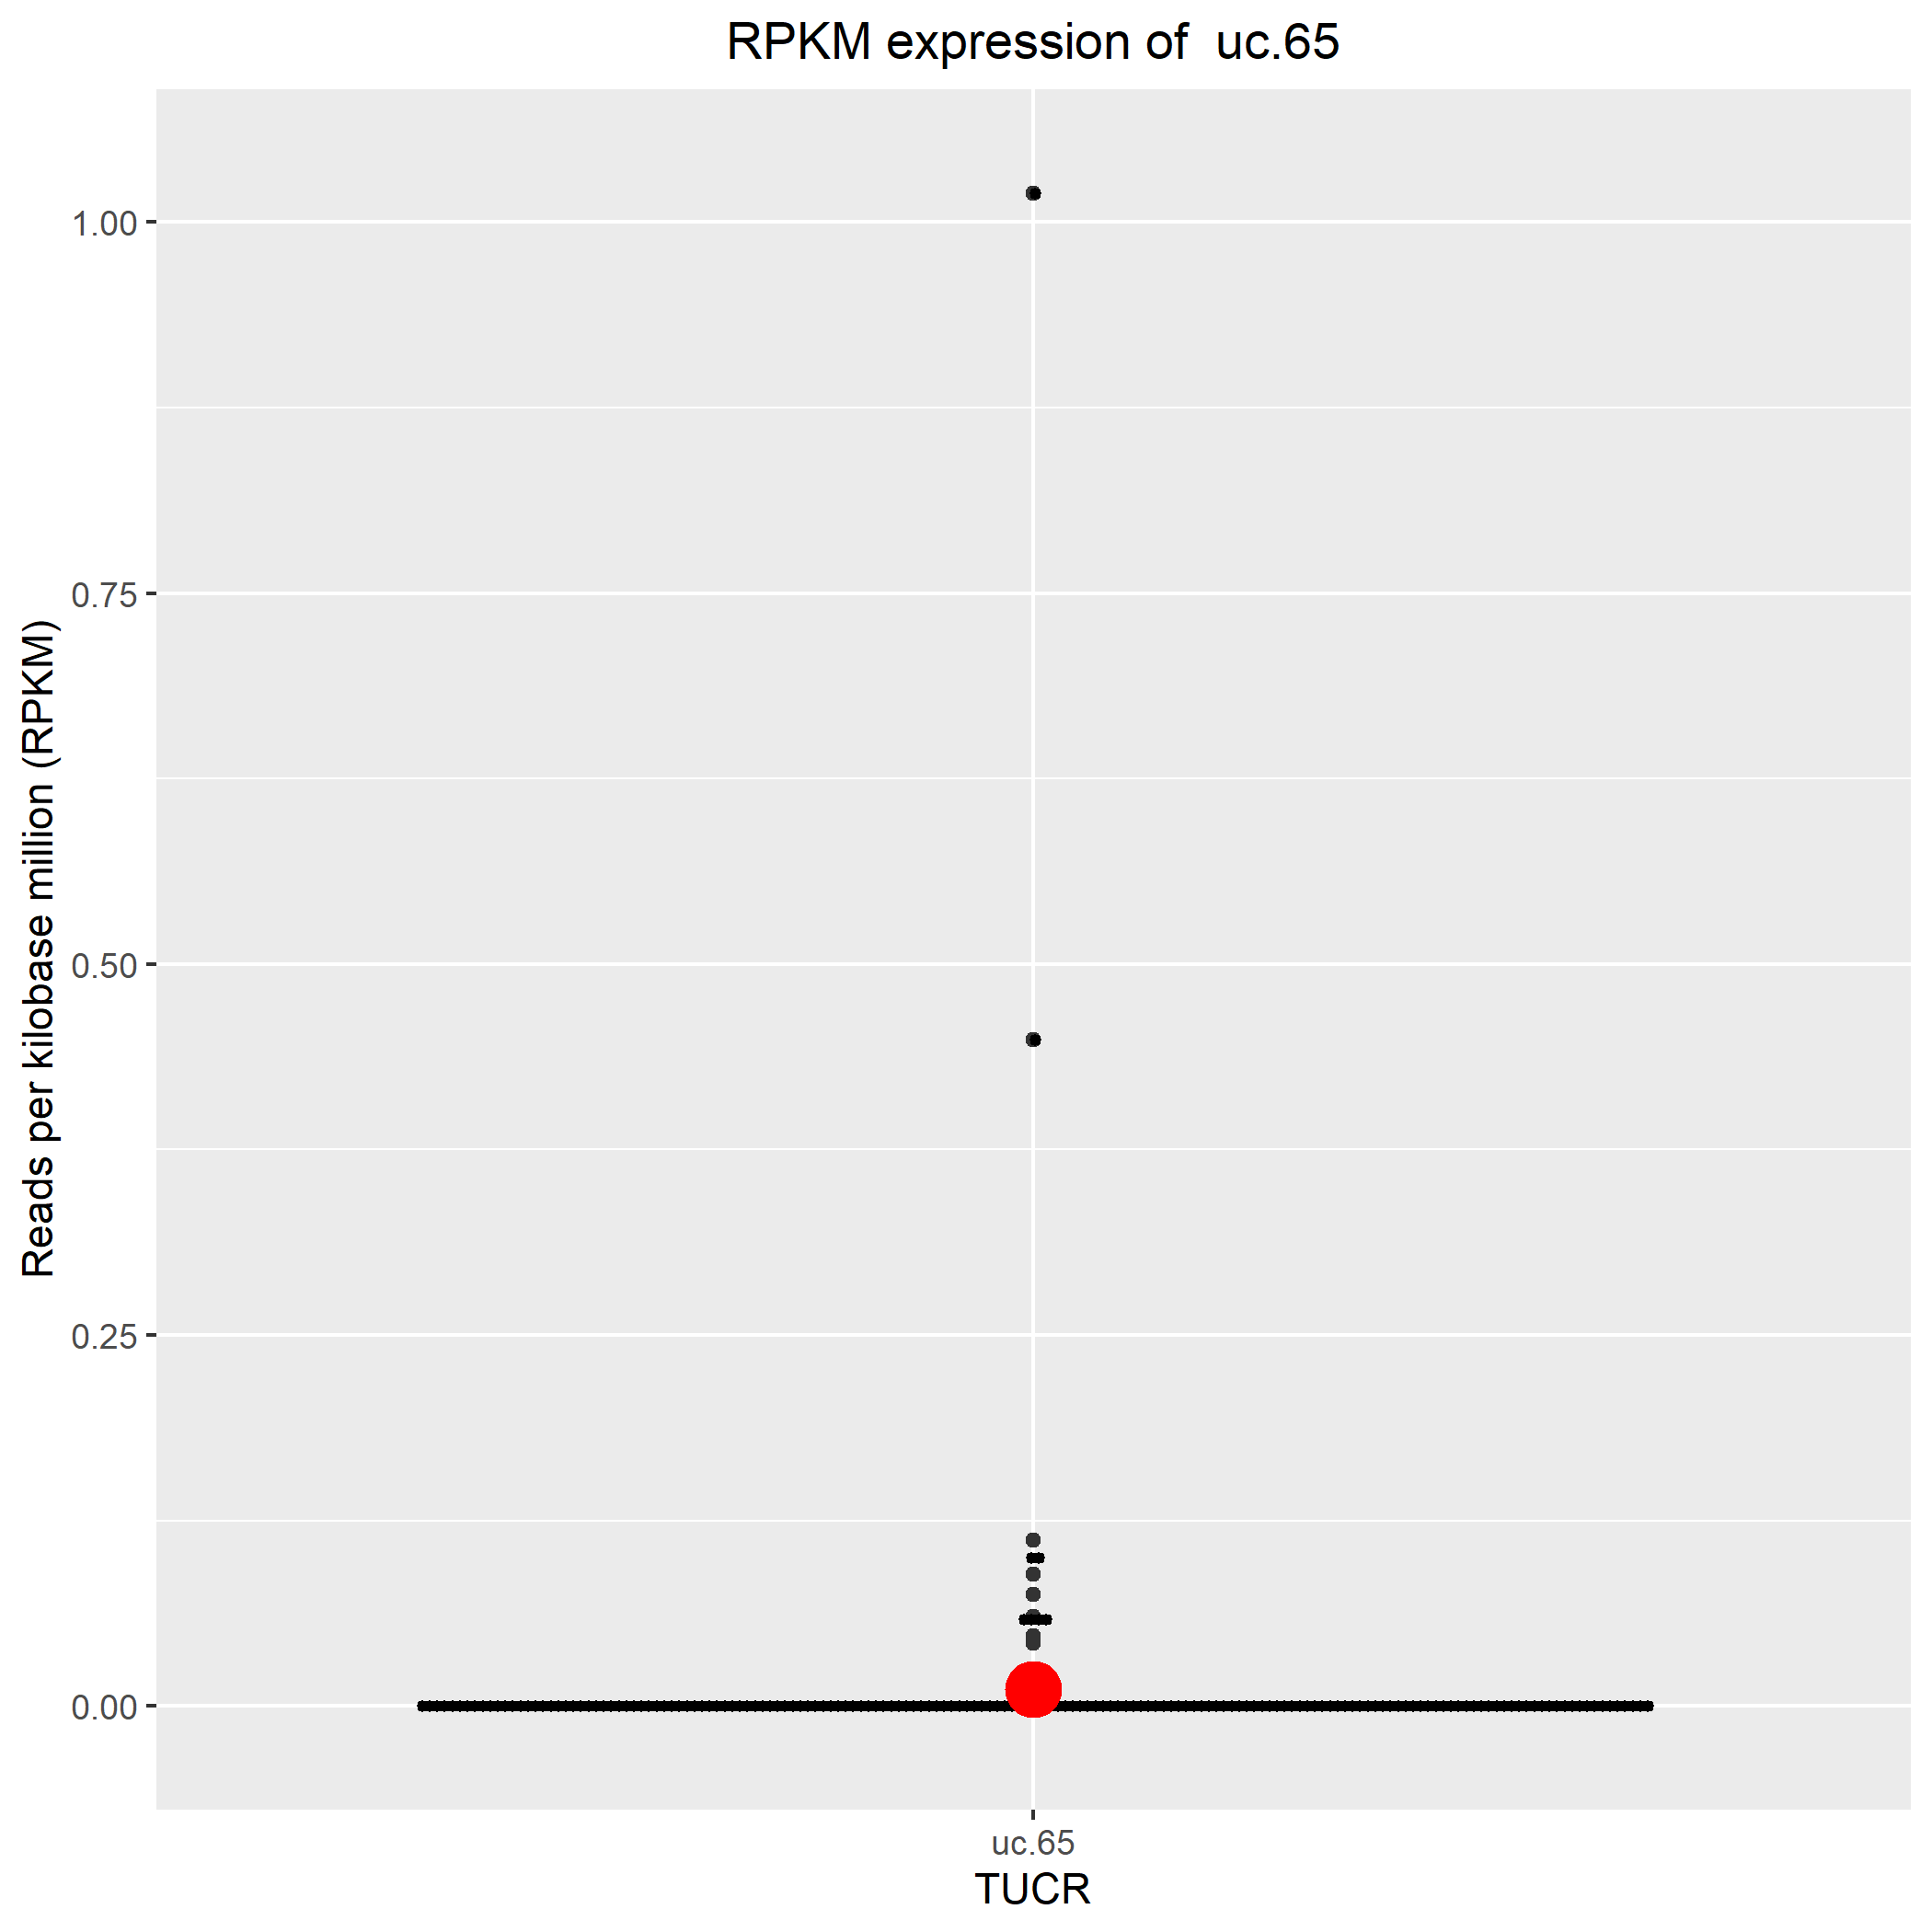 RPKM expression of  uc.65
Reads per kilobase million (RPKM)
1.00
0.75
0.50
0.25
0.00
uc.65
TUCR